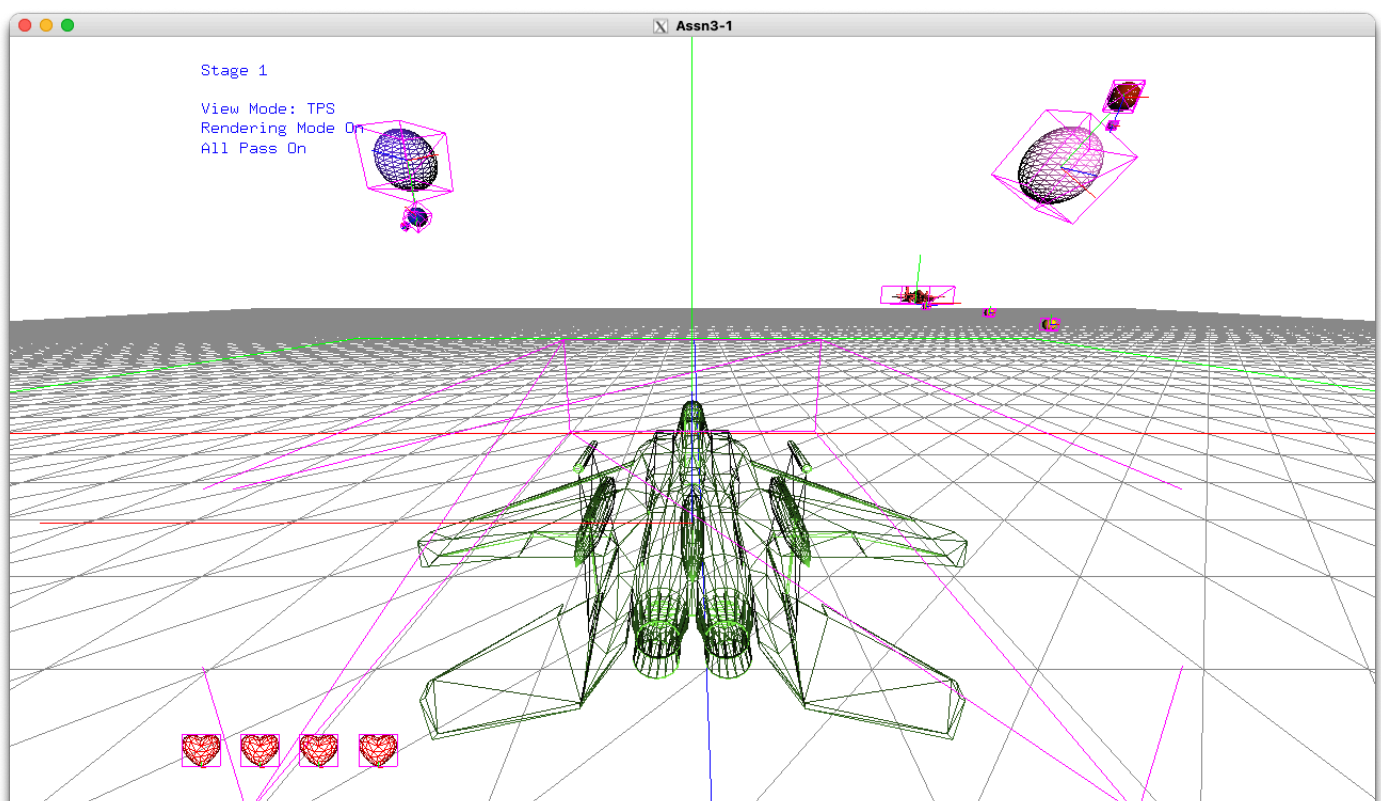 Assn3-1
Stage 1
View Mode: TPS
Rendering Mode On
All Pass On